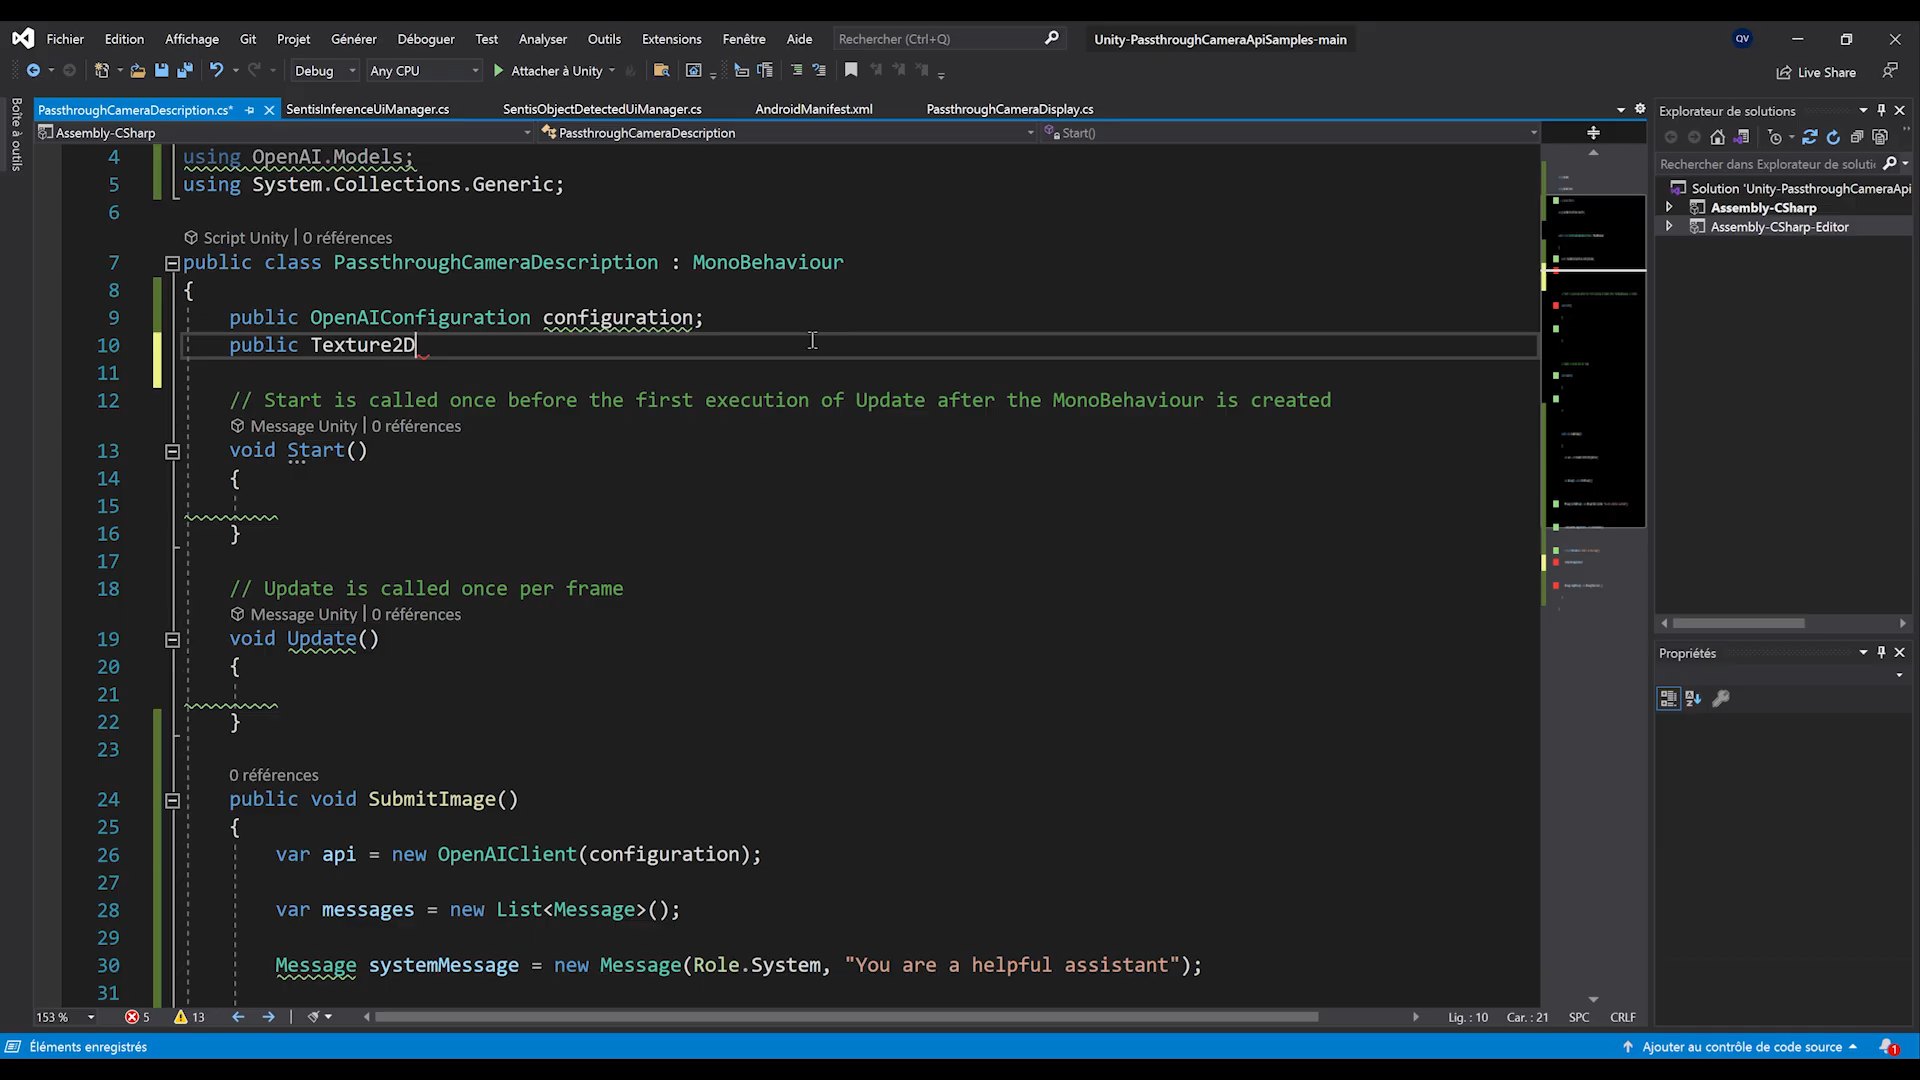 Fichier Edition Affichage Git Projet Générer Déboguer Test Analyser Outils Extensions Fenêtre Aide Rechercher (Ctrl+Q) Unity-PassthroughCameraApiSamples-main QV
Debug Any CPU Attacher à Unity Live Share
Boîte à outils
PassthroughCameraDescription.cs* SentisInferenceUiManager.cs SentisObjectDetectedUiManager.cs AndroidManifest.xml PassthroughCameraDisplay.cs
Assembly-CSharp PassthroughCameraDescription Start()
4 using OpenAI.Models;
5 using System.Collections.Generic;
6
Script Unity | 0 références
7 public class PassthroughCameraDescription : MonoBehaviour
8 {
9 public OpenAIConfiguration configuration;
10 public Texture2D
11
12 // Start is called once before the first execution of Update after the MonoBehaviour is created
Message Unity | 0 références
13 void Start()
14 {
15
16 }
17
18 // Update is called once per frame
Message Unity | 0 références
19 void Update()
20 {
21
22 }
23
0 références
24 public void SubmitImage()
25 {
26 var api = new OpenAIClient(configuration);
27
28 var messages = new List<Message>();
29
30 Message systemMessage = new Message(Role.System, "You are a helpful assistant");
31
153 % 5 13 Lig. : 10 Car. : 21 SPC CRLF
Explorateur de solutions
Rechercher dans Explorateur de soluti
Solution 'Unity-PassthroughCameraApi
Assembly-CSharp
Assembly-CSharp-Editor
Propriétés
Éléments enregistrés Ajouter au contrôle de code source 1